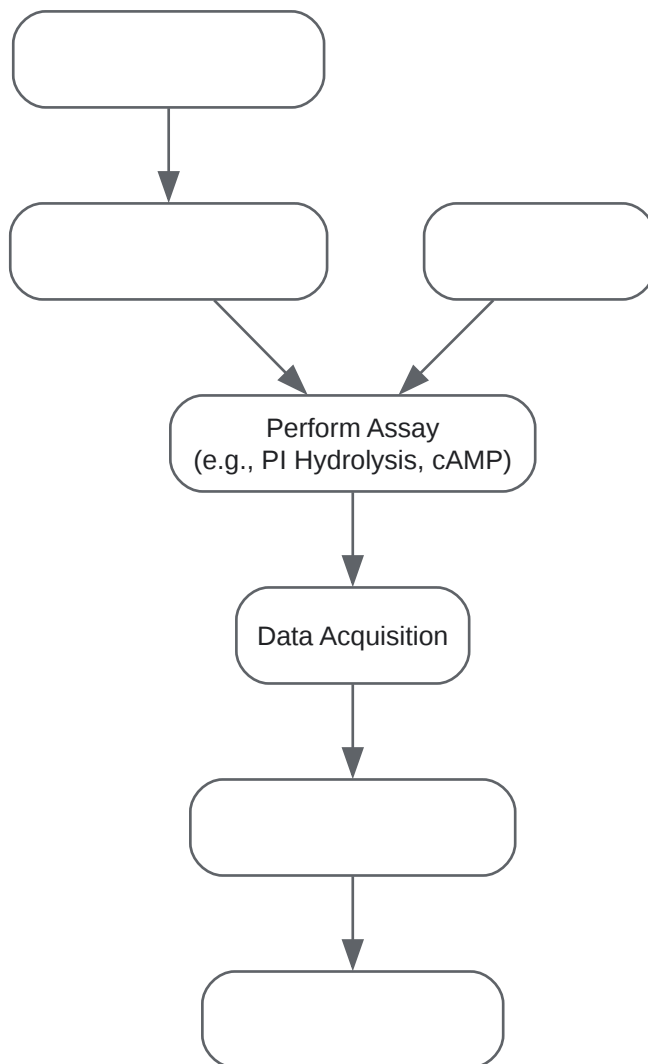 Perform Assay
(e.g., PI Hydrolysis, cAMP)
Data Acquisition